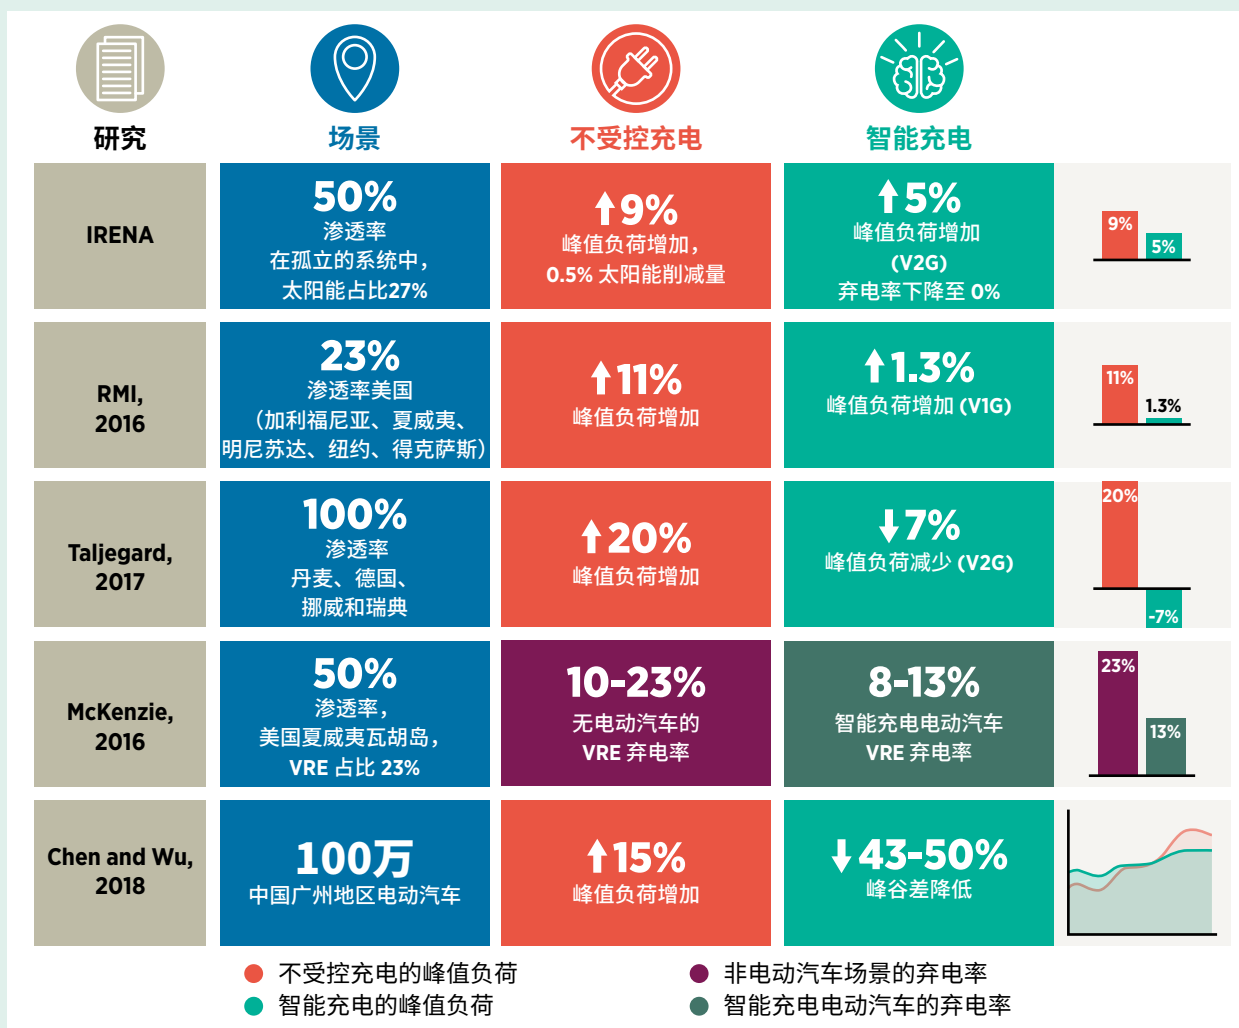 研究
场景
不受控充电
智能充电
IRENA
50%
渗透率
在孤立的系统中，
太阳能占比27%
9%
峰值负荷增加，
0.5% 太阳能削减量
5%
峰值负荷增加
(V2G)
弃电率下降至 0%
9%
5%
RMI,
2016
23%
渗透率美国
（加利福尼亚、夏威夷、
明尼苏达、纽约、得克萨斯）
11%
峰值负荷增加
1.3%
峰值负荷增加 (V1G)
11%
1.3%
Taljegard,
2017
100%
渗透率
丹麦、德国、
挪威和瑞典
20%
峰值负荷增加
7%
峰值负荷减少 (V2G)
20%
-7%
McKenzie,
2016
50%
渗透率，
美国夏威夷瓦胡岛，
VRE 占比 23%
10-23%
无电动汽车的
VRE 弃电率
8-13%
智能充电电动汽车
VRE 弃电率
23%
13%
Chen and Wu,
2018
100万
中国广州地区电动汽车
15%
峰值负荷增加
43-50%
峰谷差降低
不受控充电的峰值负荷
非电动汽车场景的弃电率
智能充电的峰值负荷
智能充电电动汽车的弃电率